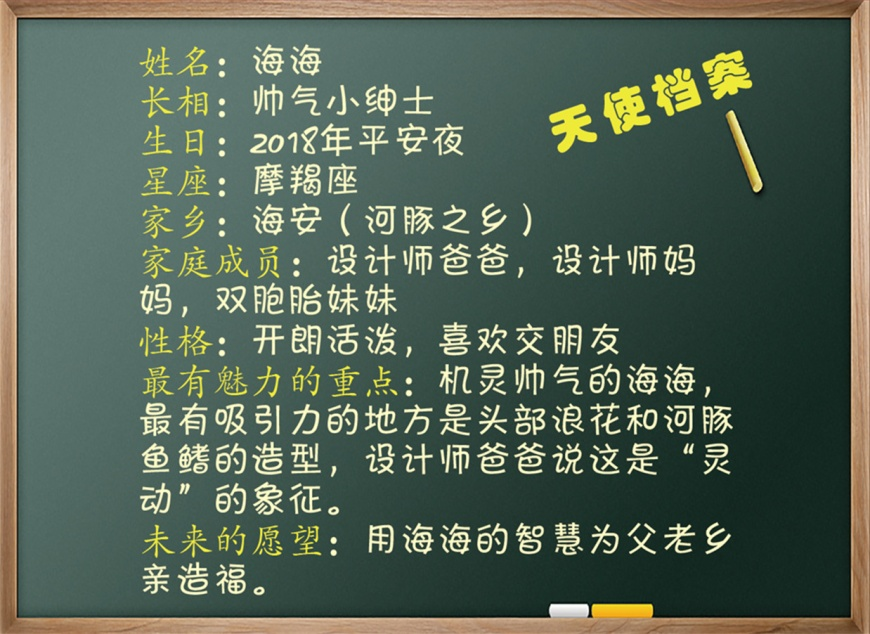 天使档案
姓名：海海
长相：帅气小绅士
生日：2018年平安夜
星座：摩羯座
家乡：海安（河豚之乡）
家庭成员：设计师爸爸，设计师妈
妈，双胞胎妹妹
性格：开朗活泼，喜欢交朋友
最有魅力的重点：机灵帅气的海海，
最有吸引力的地方是头部浪花和河豚
鱼鳍的造型，设计师爸爸说这是“灵
动”的象征。
未来的愿望：用海海的智慧为父老乡
亲造福。